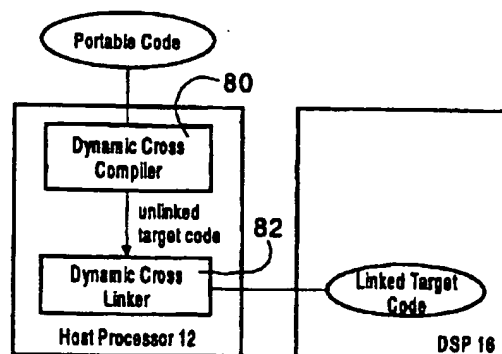 Portable Code
80
Dynamic Cross
Compiler
unlinked
target code
82
Dynamic Cross
Linker
Linked Target
Code
Host Processor 12
DSP 16